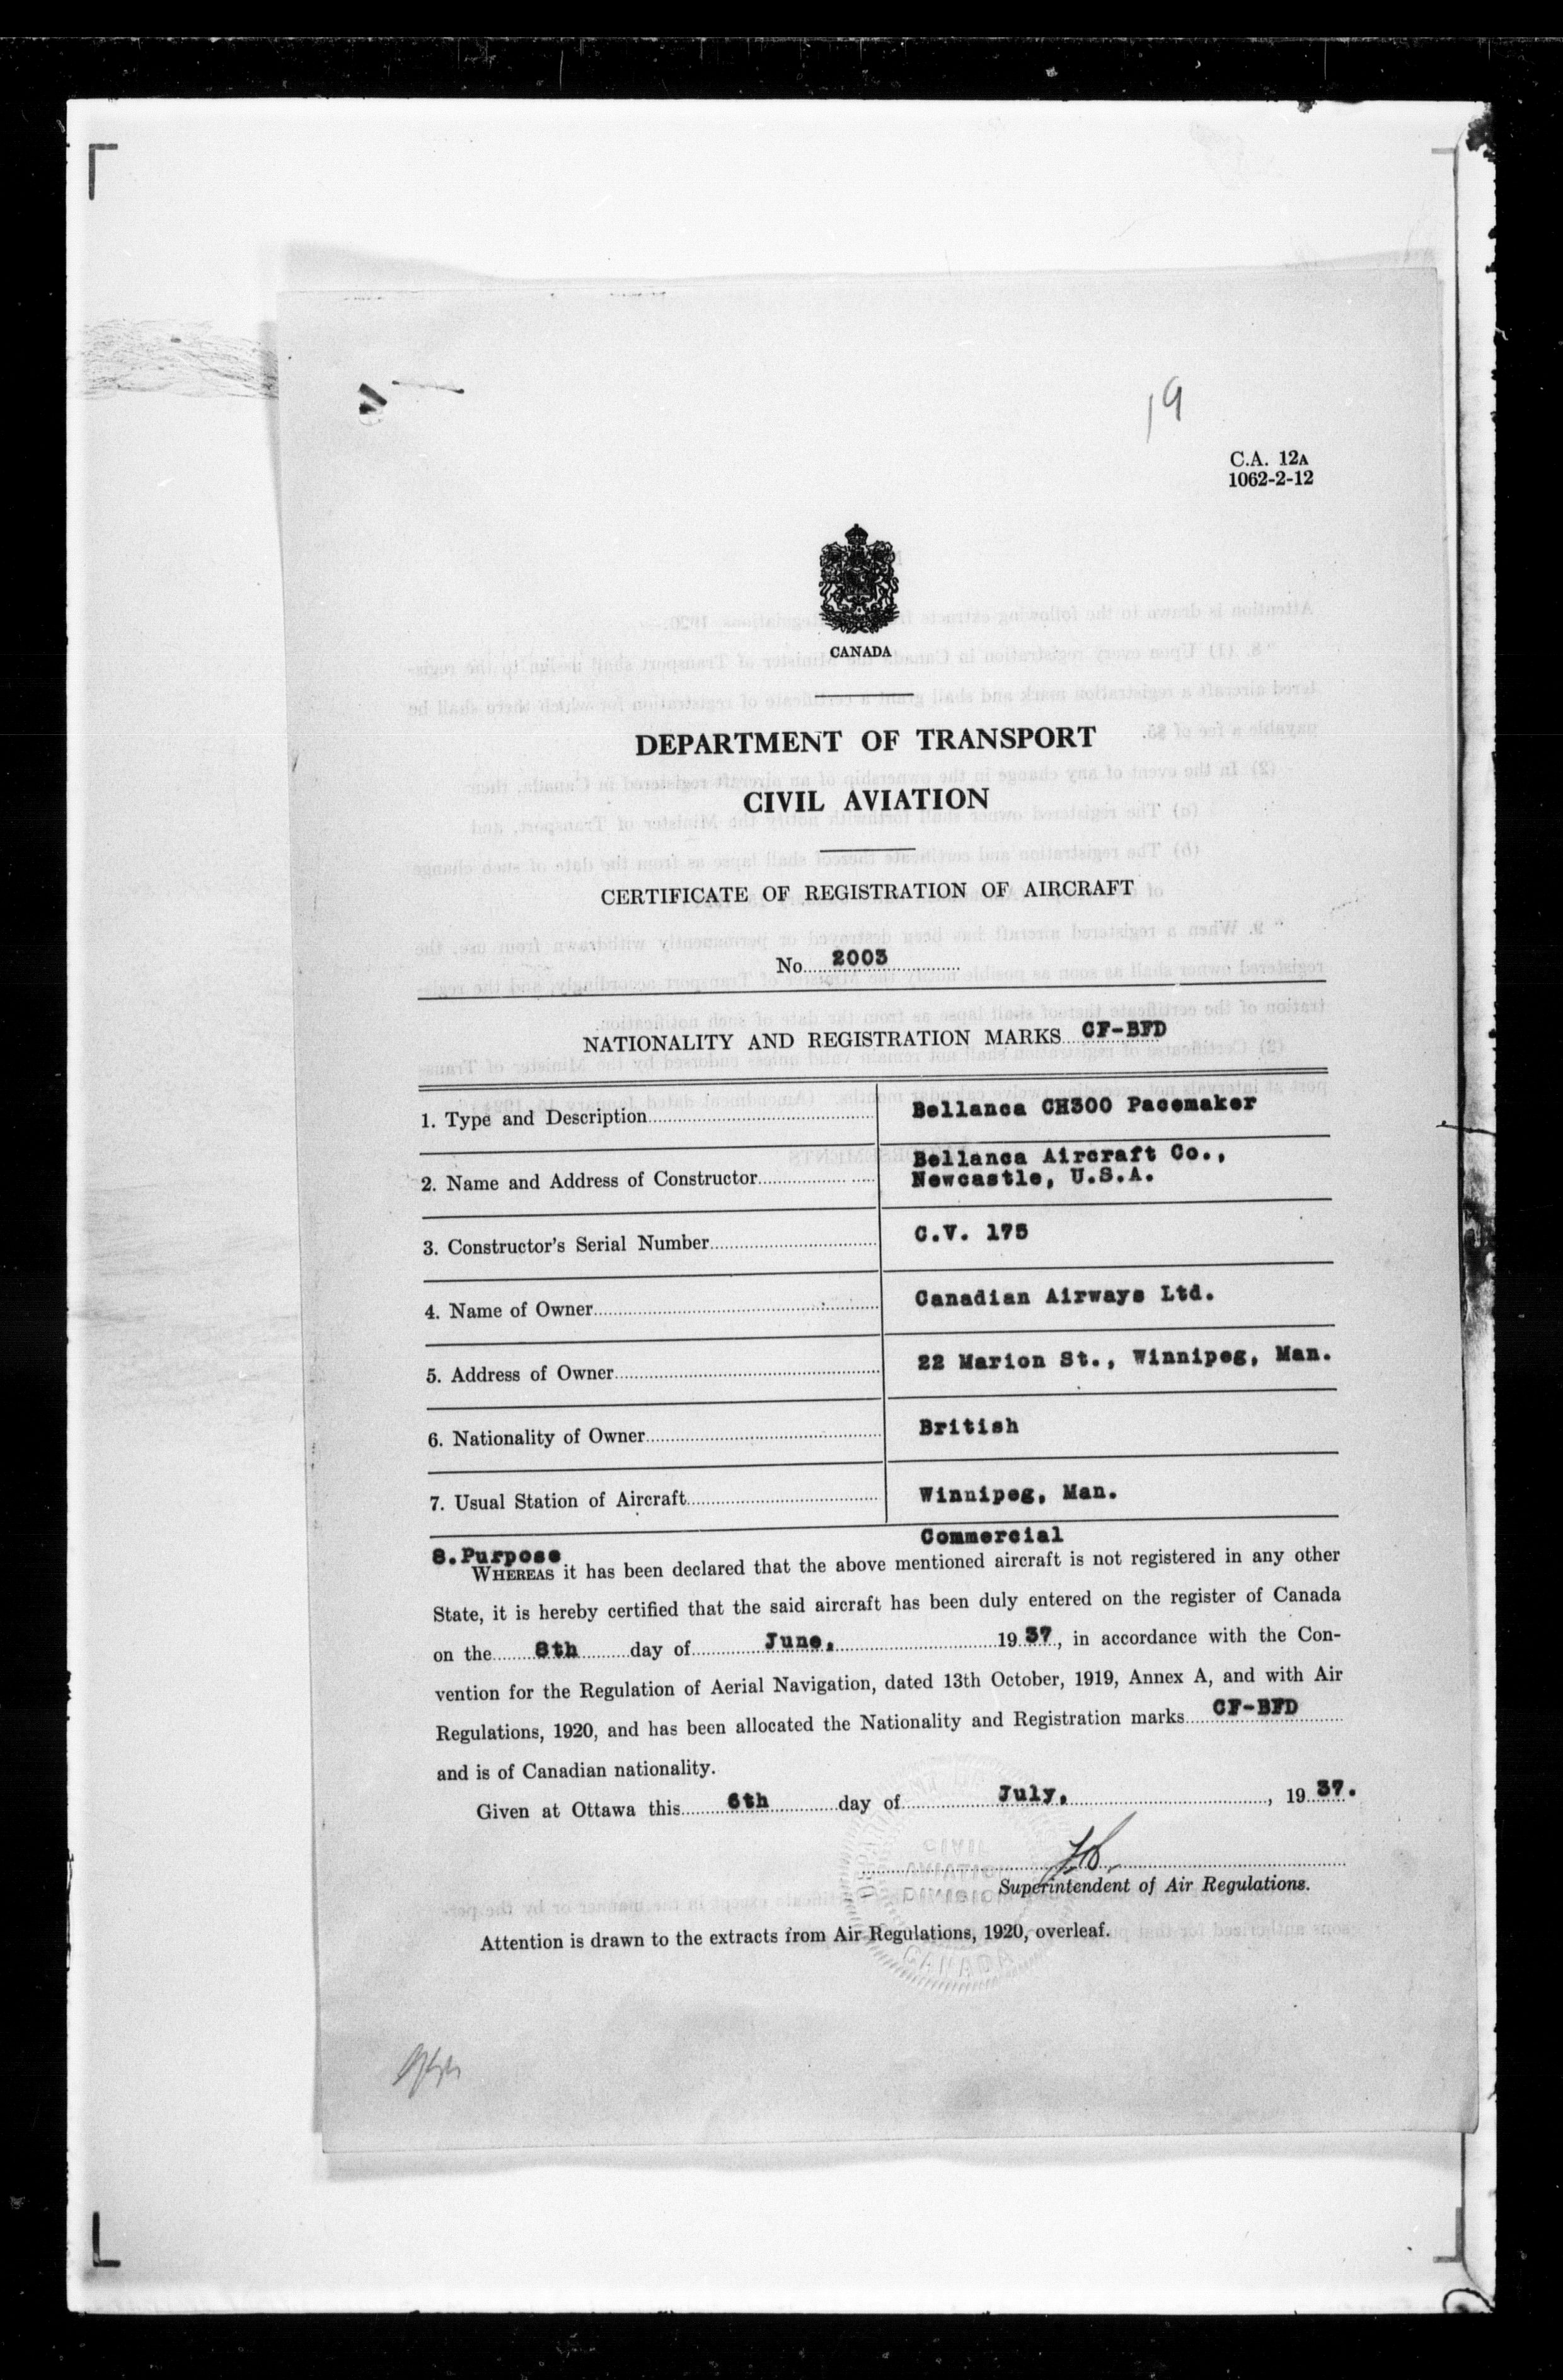 19
C.A. 12A
1062-2-12
CANADA
DEPARTMENT OF TRANSPORT
CIVIL AVIATION
CERTIFICATE OF REGISTRATION OF AIRCRAFT
No. 2003
NATIONALITY AND REGISTRATION MARKS CF-BFD
1. Type and Description Bellanca CH300 Pacemaker
2. Name and Address of Constructor Bellanca Aircraft Co.,
Newcastle, U.S.A.
3. Constructor's Serial Number C.V. 175
4. Name of Owner Canadian Airways Ltd.
5. Address of Owner 22 Marion St., Winnipeg, Man.
6. Nationality of Owner British
7. Usual Station of Aircraft Winnipeg, Man.
8. Purpose Commercial
WHEREAS it has been declared that the above mentioned aircraft is not registered in any other
State, it is hereby certified that the said aircraft has been duly entered on the register of Canada
on the 8th day of June, 1937, in accordance with the Con-
vention for the Regulation of Aerial Navigation, dated 13th October, 1919, Annex A, and with Air
Regulations, 1920, and has been allocated the Nationality and Registration marks CF-BFD
and is of Canadian nationality.
Given at Ottawa this 6th day of July, , 1937.
CIVIL
AVIATION
DIVISION
CANADA
Superintendent of Air Regulations.
Attention is drawn to the extracts from Air Regulations, 1920, overleaf.